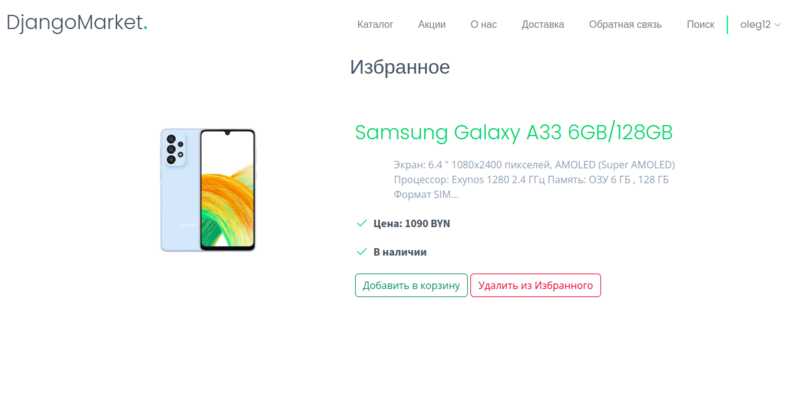 DjangoMarket.
Каталог Акции О нас Доставка Обратная связь Поиск oleg12
Избранное
Samsung Galaxy A33 6GB/128GB
Экран: 6.4 " 1080x2400 пикселей, AMOLED (Super AMOLED)
Процессор: Exynos 1280 2.4 ГГц Память: ОЗУ 6 ГБ , 128 ГБ
Формат SIM...
Цена: 1090 BYN
В наличии
Добавить в корзину Удалить из Избранного